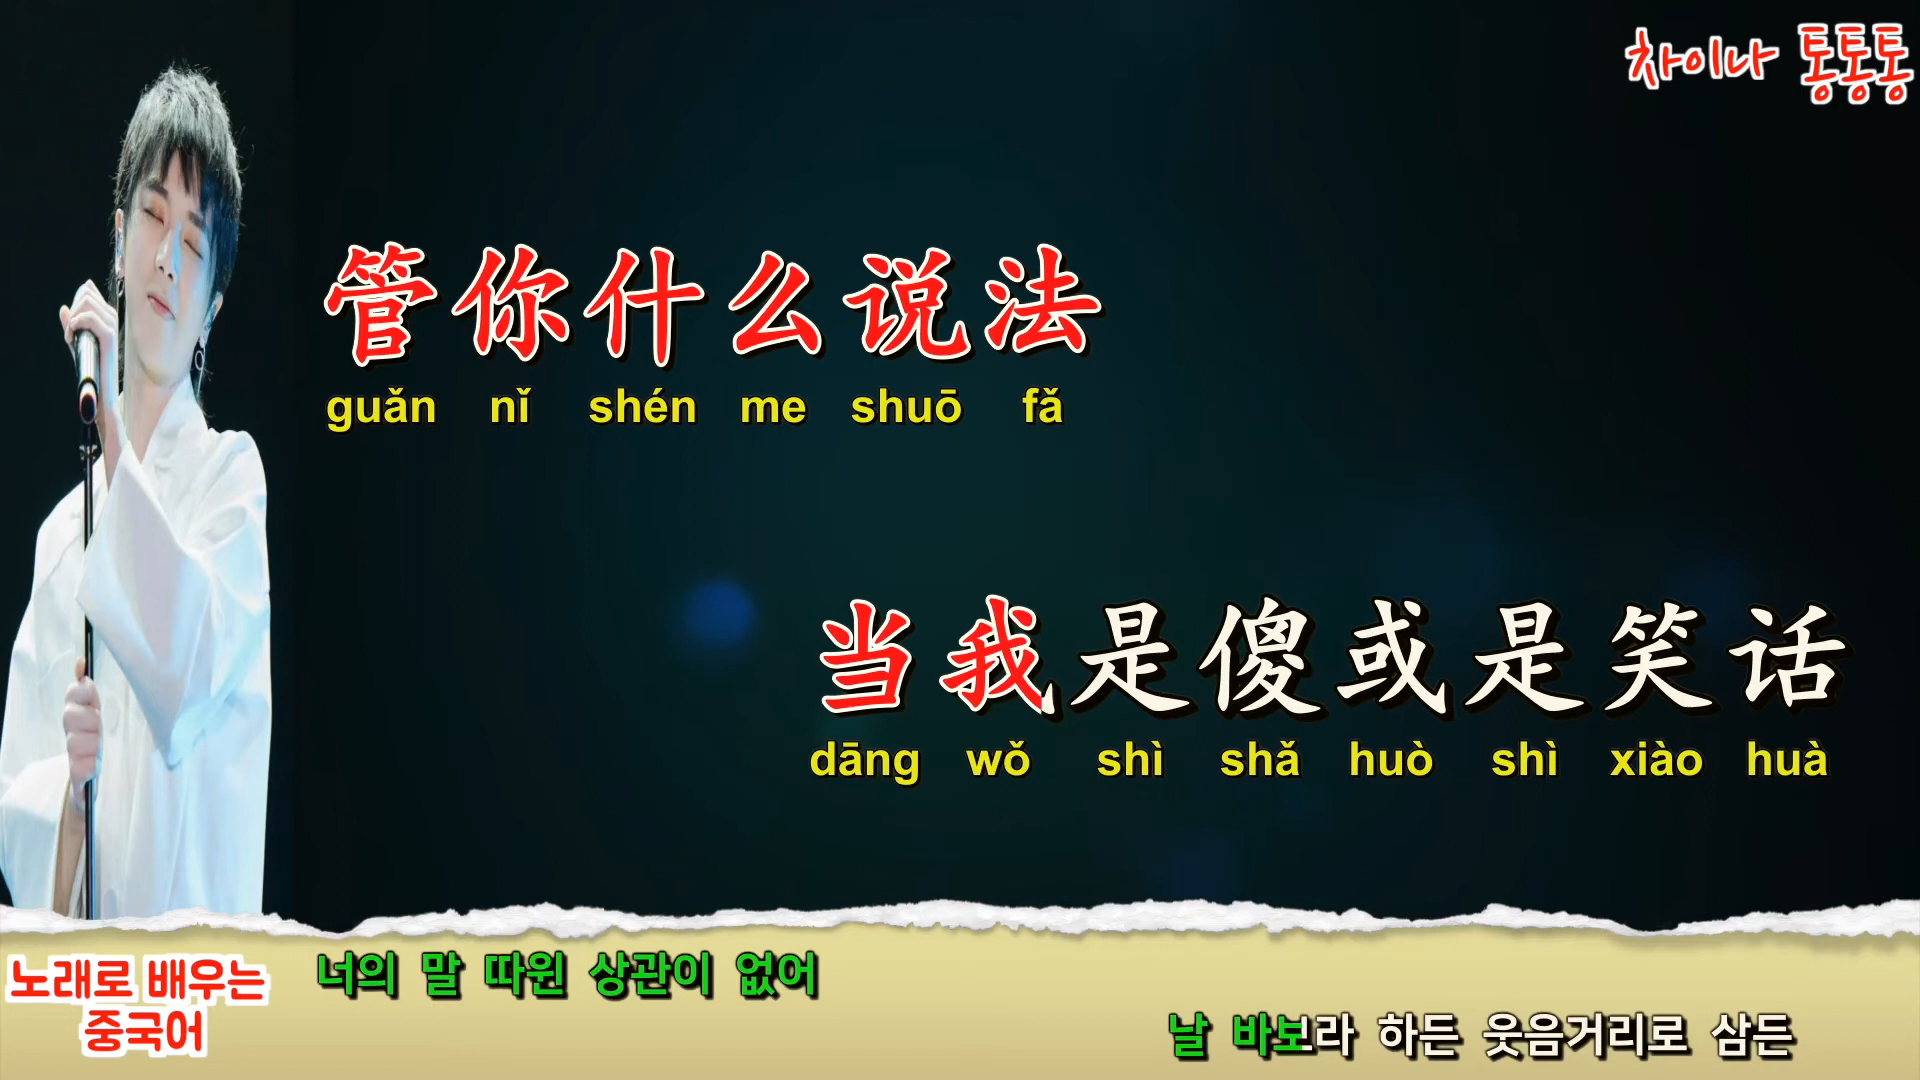 차이나 통통통
管你什么说法
guǎn nǐ shén me shuō fǎ
当我是傻或是笑话
dāng wǒ shì shǎ huò shì xiào huà
노래로 배우는
중국어
너의 말 따윈 상관이 없어
날 바보라 하든 웃음거리로 삼든